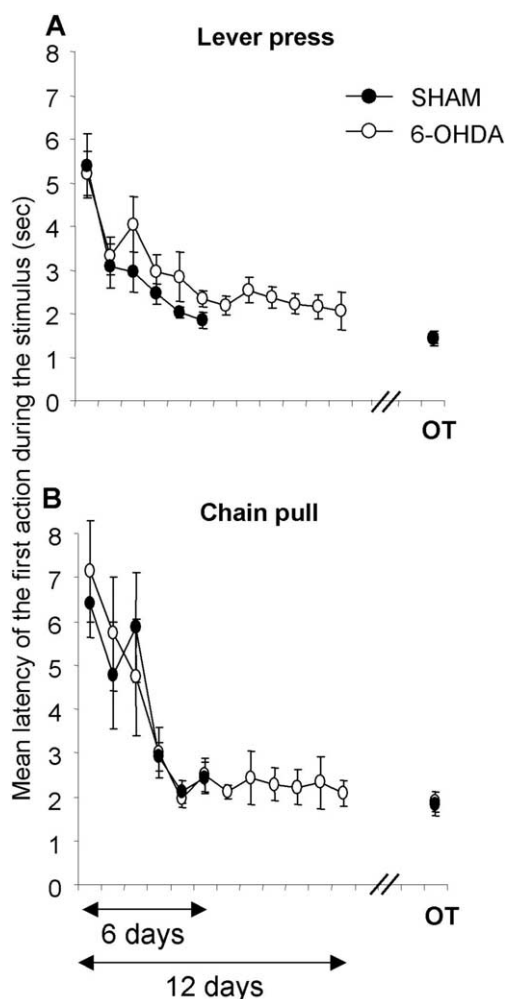 A
Lever press
8
7
6
5
4
3
2
1
0
SHAM
6-OHDA
OT
Mean latency of the first action during the stimulus (sec)
B
Chain pull
8
7
6
5
4
3
2
1
0
OT
6 days
12 days